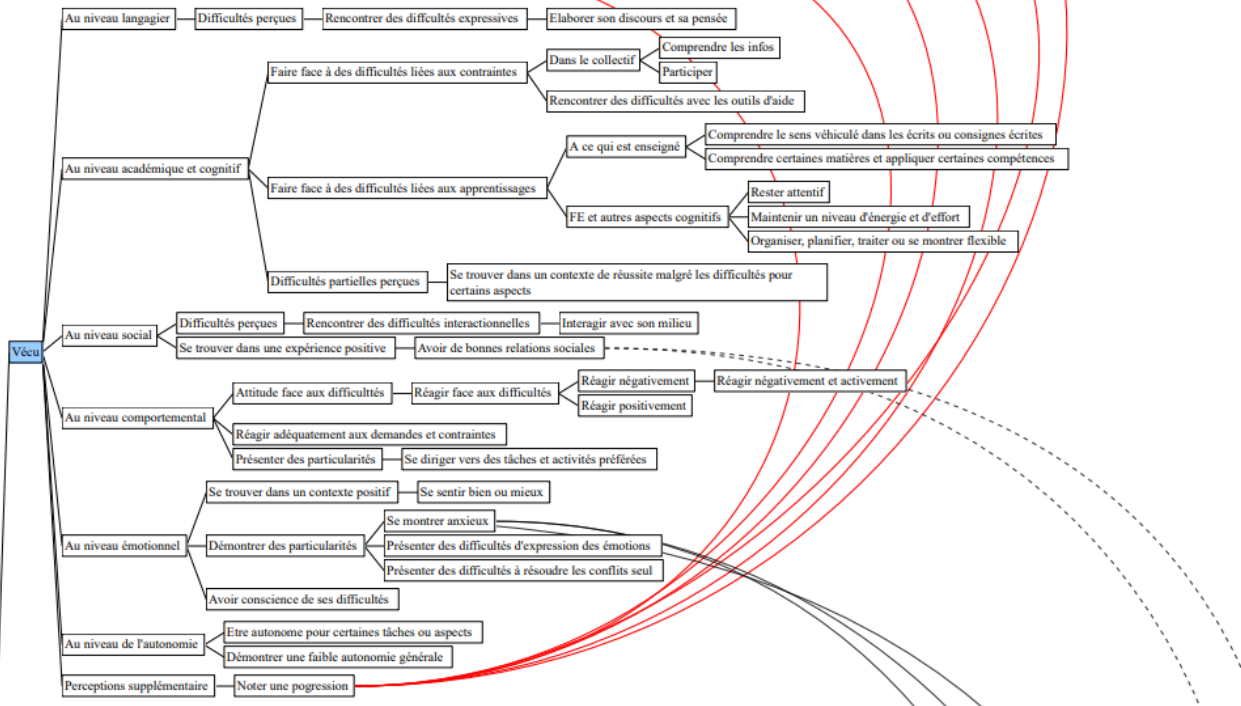 Au niveau langagier
Difficultés perçues
Rencontrer des diffcultés expressives
Elaborer son discours et sa pensée
Comprendre les infos
Dans le collectif
Participer
Faire face à des difficultés liées aux contraintes
Rencontrer des difficultés avec les outils d'aide
Comprendre le sens véhiculé dans les écrits ou consignes écrites
A ce qui est enseigné
Comprendre certaines matières et appliquer certaines compétences
Au niveau académique et cognitif
Faire face à des difficultés liées aux apprentissages
Rester attentif
FE et autres aspects cognitifs
Maintenir un niveau d'énergie et d'effort
Organiser, planifier, traiter ou se montrer flexible
Difficultés partielles perçues
Se trouver dans un contexte de réussite malgré les difficultés pour
certains aspects
Au niveau social
Difficultés perçues
Rencontrer des difficultés interactionnelles
Interagir avec son milieu
Se trouver dans une expérience positive
Avoir de bonnes relations sociales
Vécu
Au niveau comportemental
Attitude face aux difficulttés
Réagir face aux difficultés
Réagir négativement
Réagir négativement et activement
Réagir positivement
Réagir adéquatement aux demandes et contraintes
Présenter des particularités
Se diriger vers des tâches et activités préférées
Se trouver dans un contexte positif
Se sentir bien ou mieux
Au niveau émotionnel
Démontrer des particularités
Se montrer anxieux
Présenter des difficultés d'expression des émotions
Présenter des difficultés à résoudre les conflits seul
Avoir conscience de ses difficultés
Au niveau de l'autonomie
Etre autonome pour certaines tâches ou aspects
Démontrer une faible autonomie générale
Perceptions supplémentaire
Noter une pogression